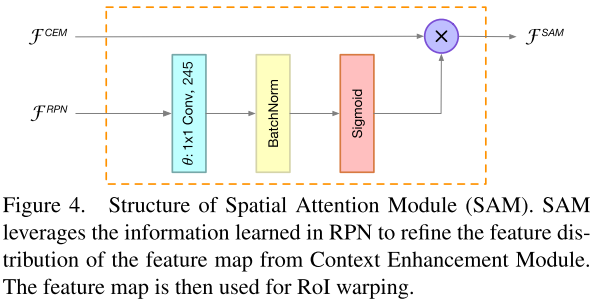 F^CEM
×
F^SAM
F^RPN
θ: 1x1 Conv, 245
BatchNorm
Sigmoid
Figure 4. Structure of Spatial Attention Module (SAM). SAM
leverages the information learned in RPN to refine the feature dis-
tribution of the feature map from Context Enhancement Module.
The feature map is then used for RoI warping.